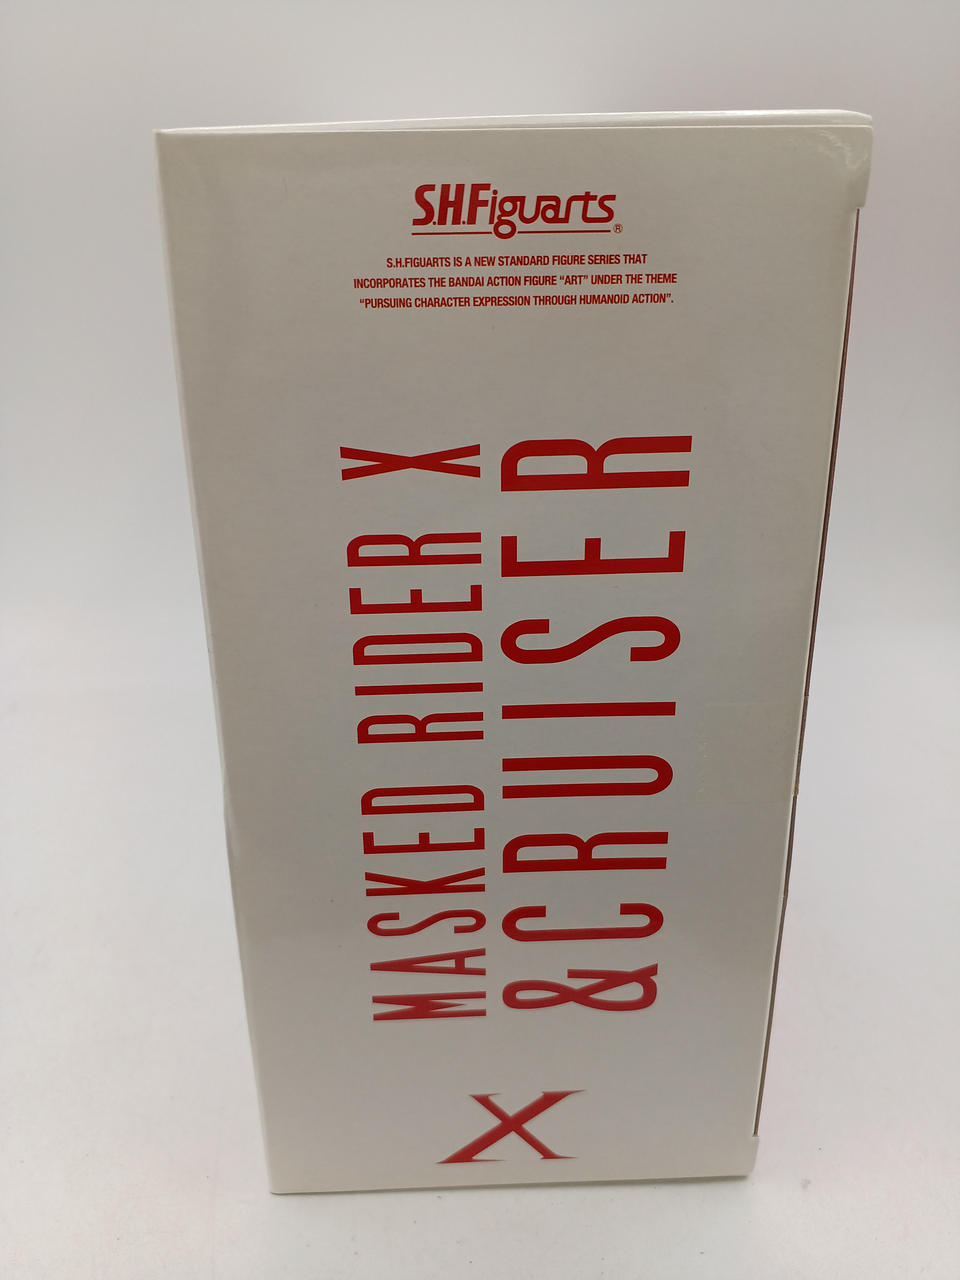 S.H.Figuarts®
S.H.FIGUARTS IS A NEW STANDARD FIGURE SERIES THAT
INCORPORATES THE BANDAI ACTION FIGURE “ART” UNDER THE THEME
“PURSUING CHARACTER EXPRESSION THROUGH HUMANOID ACTION”.
MASKED RIDER X
&CRUISER
X